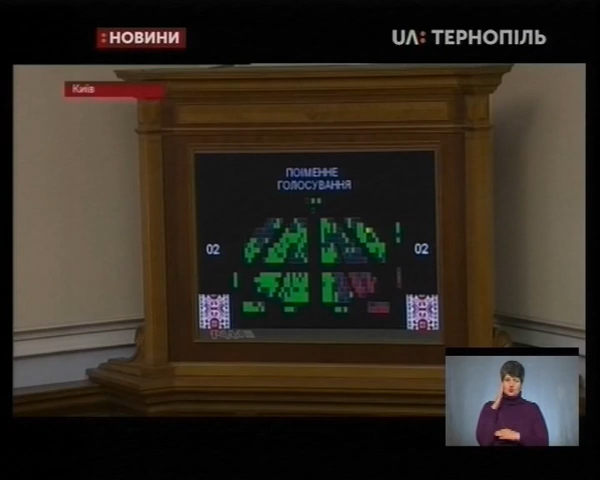 :НОВИНИ
UA: ТЕРНОПІЛЬ
Київ
ПОІМЕННЕ
ГОЛОСУВАННЯ
02
02